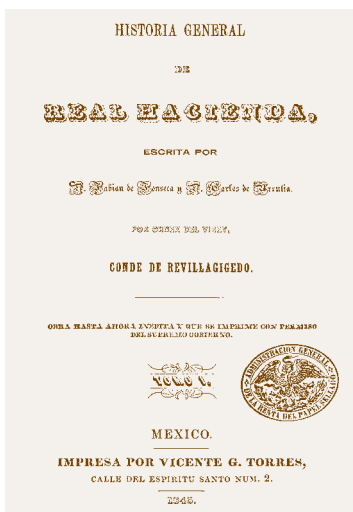 HISTORIA GENERAL
DE
REAL HACIENDA,
ESCRITA POR
D. Fabian de Fonseca y D. Carlos de Urrutia.
POR ORDEN DEL VIREY,
CONDE DE REVILLAGIGEDO.
OBRA HASTA AHORA INEDITA Y QUE SE IMPRIME CON PERMISO
DEL SUPREMO GOBIERNO.
TOMO I.
ADMINISTRACION GENERAL
DE LA RENTA DEL PAPEL SELLADO
MEXICO.
IMPRESA POR VICENTE G. TORRES,
CALLE DEL ESPIRITU SANTO NUM. 2.
1845.